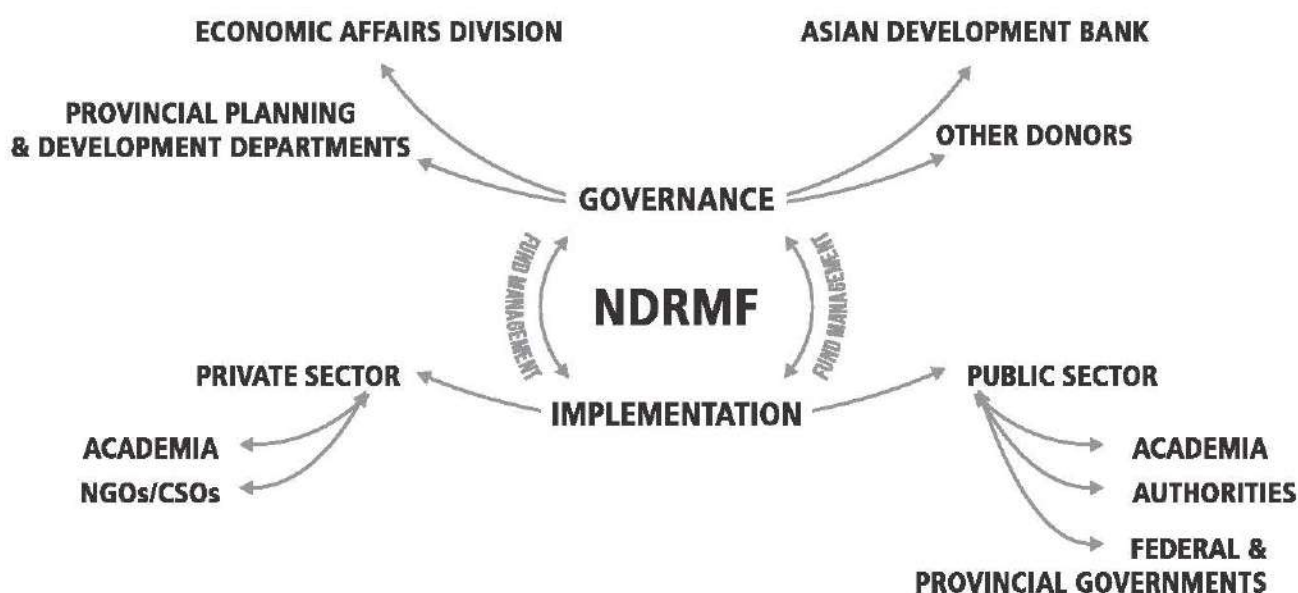 ECONOMIC AFFAIRS DIVISION
ASIAN DEVELOPMENT BANK
PROVINCIAL PLANNING
& DEVELOPMENT DEPARTMENTS
OTHER DONORS
GOVERNANCE
FUND MANAGEMENT
NDRMF
FUND MANAGEMENT
PRIVATE SECTOR
PUBLIC SECTOR
IMPLEMENTATION
ACADEMIA
NGOs/CSOs
ACADEMIA
AUTHORITIES
FEDERAL &
PROVINCIAL GOVERNMENTS